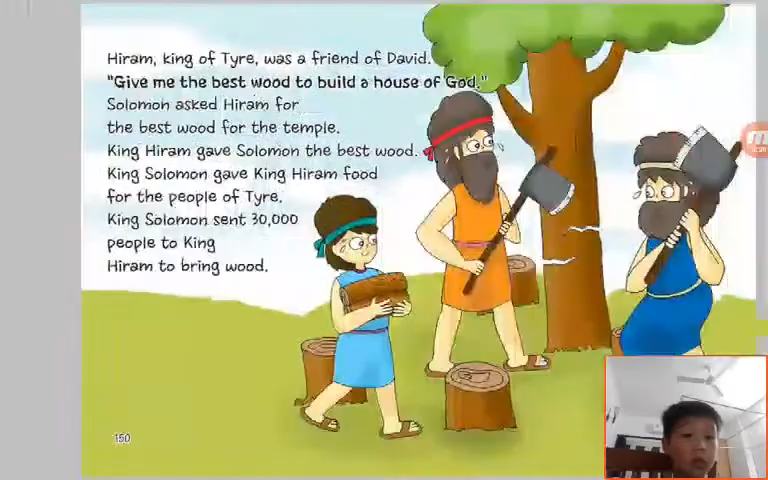 Hiram, king of Tyre, was a friend of David.
"Give me the best wood to build a house of God."
Solomon asked Hiram for
the best wood for the temple.
King Hiram gave Solomon the best wood.
King Solomon gave King Hiram food
for the people of Tyre.
King Solomon sent 30,000
people to King
Hiram to bring wood.
150